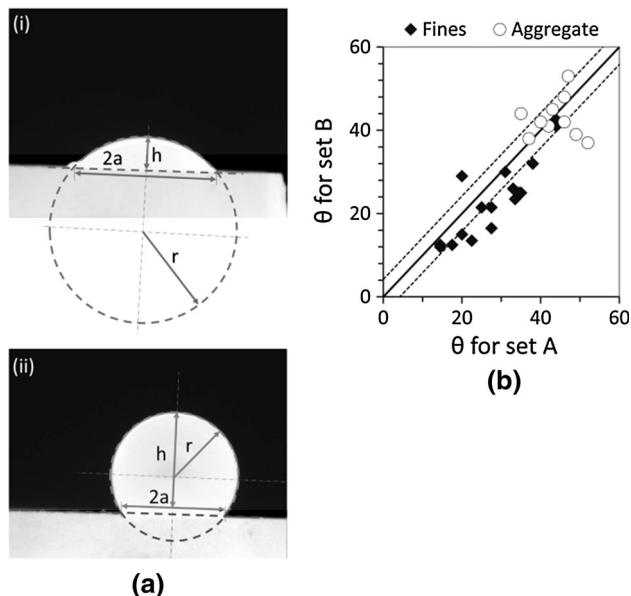 (i)
2a
h
r
(ii)
h
r
2a
(a)
◆ Fines ○ Aggregate
60
40
20
0
θ for set B
0 20 40 60
θ for set A
(b)